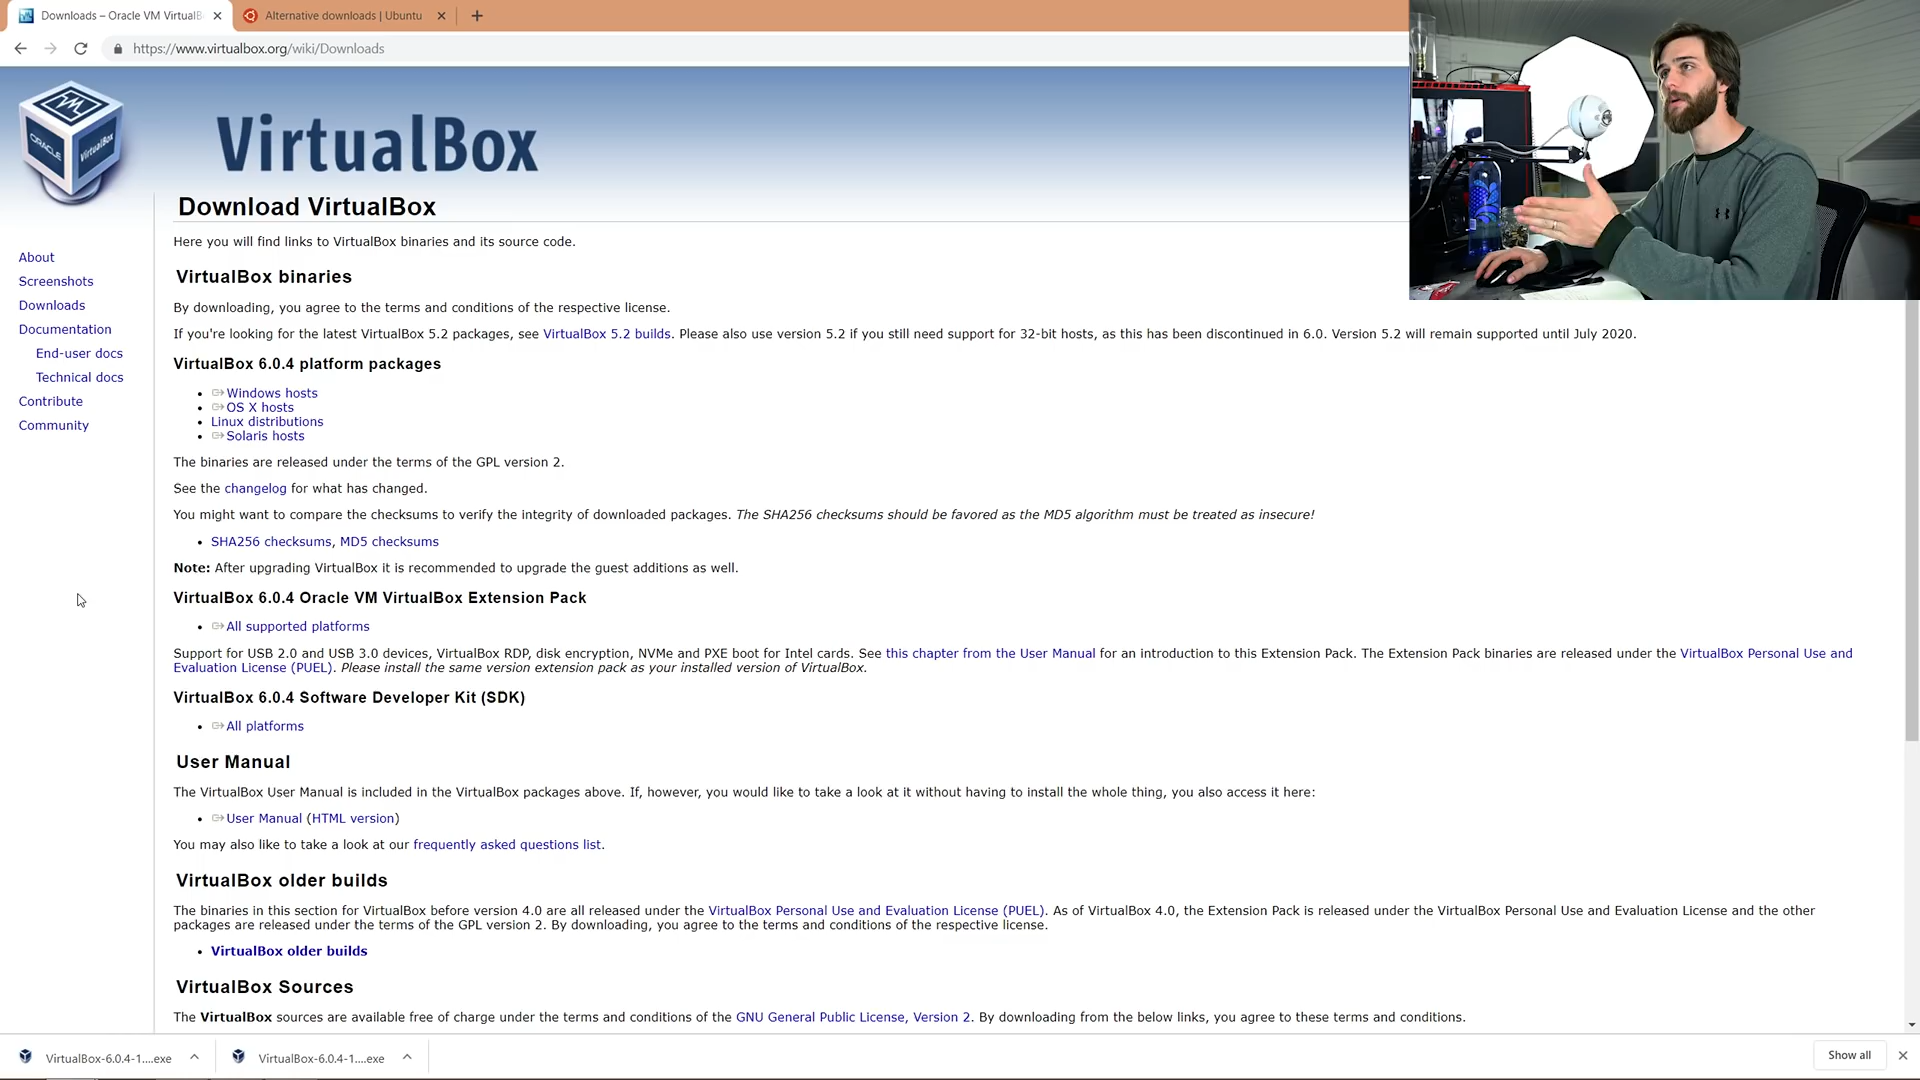 Downloads – Oracle VM VirtualB
Alternative downloads | Ubuntu
https://www.virtualbox.org/wiki/Downloads
ORACLE
VirtualBox
VirtualBox
Download VirtualBox
Here you will find links to VirtualBox binaries and its source code.
About
Screenshots
Downloads
Documentation
End-user docs
Technical docs
Contribute
Community
VirtualBox binaries
By downloading, you agree to the terms and conditions of the respective license.
If you're looking for the latest VirtualBox 5.2 packages, see VirtualBox 5.2 builds. Please also use version 5.2 if you still need support for 32-bit hosts, as this has been discontinued in 6.0. Version 5.2 will remain supported until July 2020.
VirtualBox 6.0.4 platform packages
Windows hosts
OS X hosts
Linux distributions
Solaris hosts
The binaries are released under the terms of the GPL version 2.
See the changelog for what has changed.
You might want to compare the checksums to verify the integrity of downloaded packages. The SHA256 checksums should be favored as the MD5 algorithm must be treated as insecure!
SHA256 checksums, MD5 checksums
Note: After upgrading VirtualBox it is recommended to upgrade the guest additions as well.
VirtualBox 6.0.4 Oracle VM VirtualBox Extension Pack
All supported platforms
Support for USB 2.0 and USB 3.0 devices, VirtualBox RDP, disk encryption, NVMe and PXE boot for Intel cards. See this chapter from the User Manual for an introduction to this Extension Pack. The Extension Pack binaries are released under the VirtualBox Personal Use and
Evaluation License (PUEL). Please install the same version extension pack as your installed version of VirtualBox.
VirtualBox 6.0.4 Software Developer Kit (SDK)
All platforms
User Manual
The VirtualBox User Manual is included in the VirtualBox packages above. If, however, you would like to take a look at it without having to install the whole thing, you also access it here:
User Manual (HTML version)
You may also like to take a look at our frequently asked questions list.
VirtualBox older builds
The binaries in this section for VirtualBox before version 4.0 are all released under the VirtualBox Personal Use and Evaluation License (PUEL). As of VirtualBox 4.0, the Extension Pack is released under the VirtualBox Personal Use and Evaluation License and the other
packages are released under the terms of the GPL version 2. By downloading, you agree to the terms and conditions of the respective license.
VirtualBox older builds
VirtualBox Sources
The VirtualBox sources are available free of charge under the terms and conditions of the GNU General Public License, Version 2. By downloading from the below links, you agree to these terms and conditions.
VirtualBox-6.0.4-1....exe
VirtualBox-6.0.4-1....exe
Show all